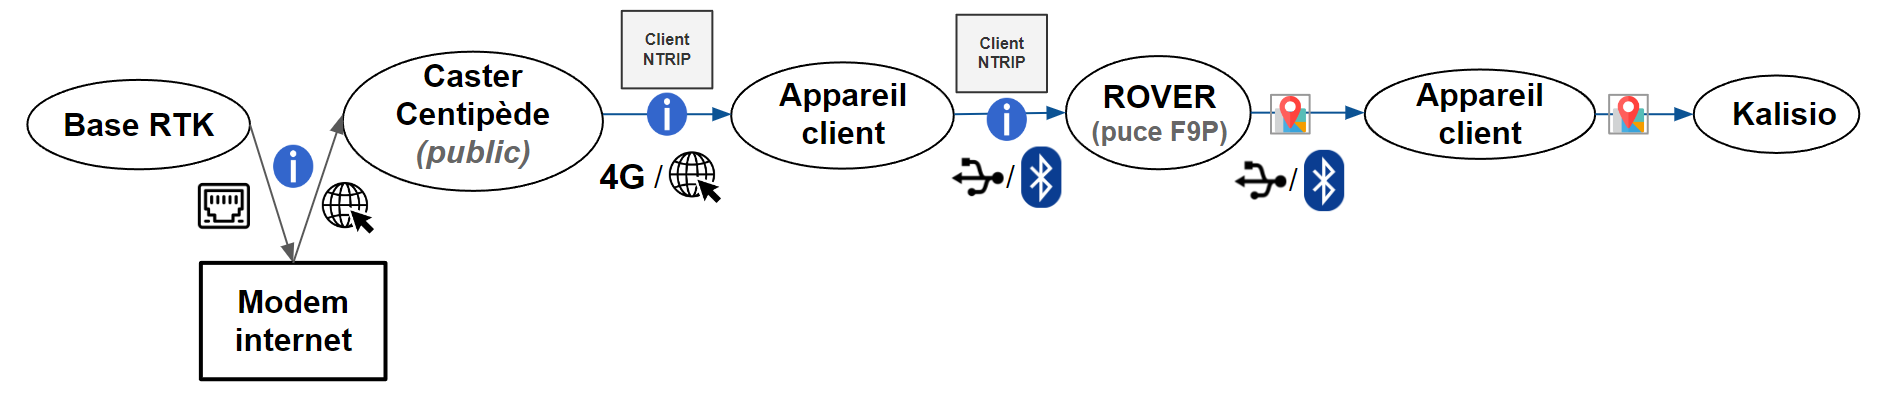 Base RTK
Modem
internet
Caster
Centipède
(public)
Client
NTRIP
4G /
Appareil
client
Client
NTRIP
/
ROVER
(puce F9P)
/
Appareil
client
Kalisio